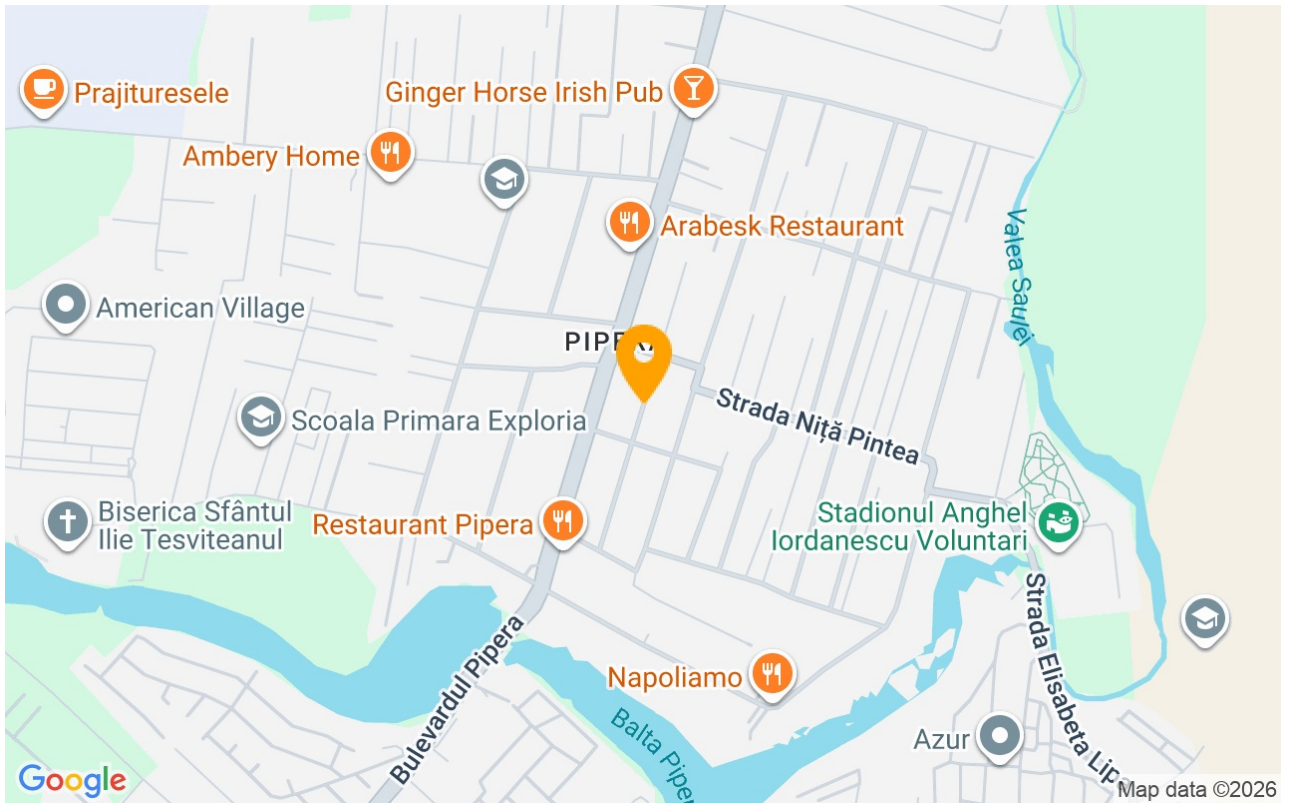 Prajituresele
Ginger Horse Irish Pub
Ambery Home
Arabesk Restaurant
Valea Saulei
American Village
PIPERA
Strada Niță Pintea
Scoala Primara Exploria
Biserica Sfântul
Ilie Tesviteanul
Restaurant Pipera
Stadionul Anghel
Iordanescu Voluntari
Strada Elisabeta Lip
Bulevardul Pipera
Napoliamo
Balta Piper
Azur
Google
Map data ©2026